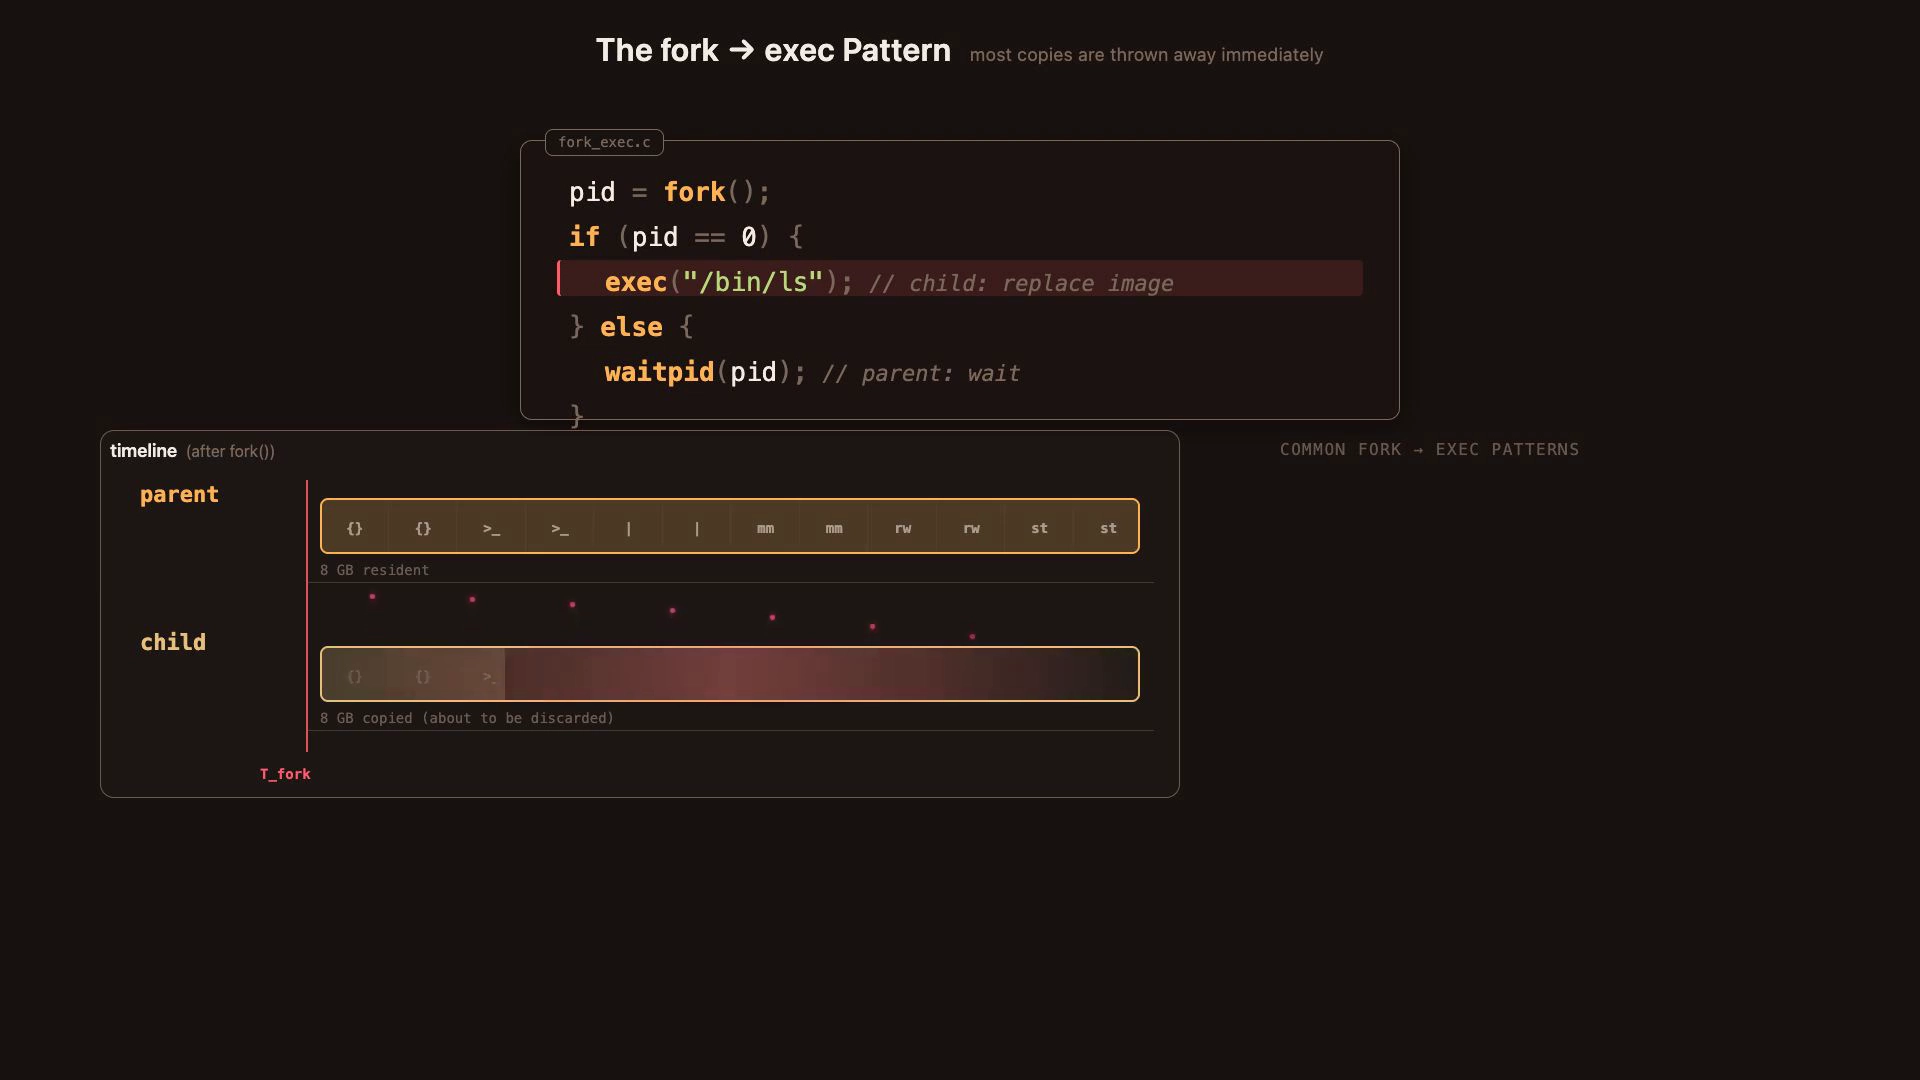 The fork → exec Pattern most copies are thrown away immediately
fork_exec.c
pid = fork();
if (pid == 0) {
exec("/bin/ls"); // child: replace image
} else {
waitpid(pid); // parent: wait
}
timeline (after fork())
COMMON FORK → EXEC PATTERNS
parent
{} {} >_ >_ | | mm mm rw rw st st
8 GB resident
child
{} {} >_
8 GB copied (about to be discarded)
T_fork